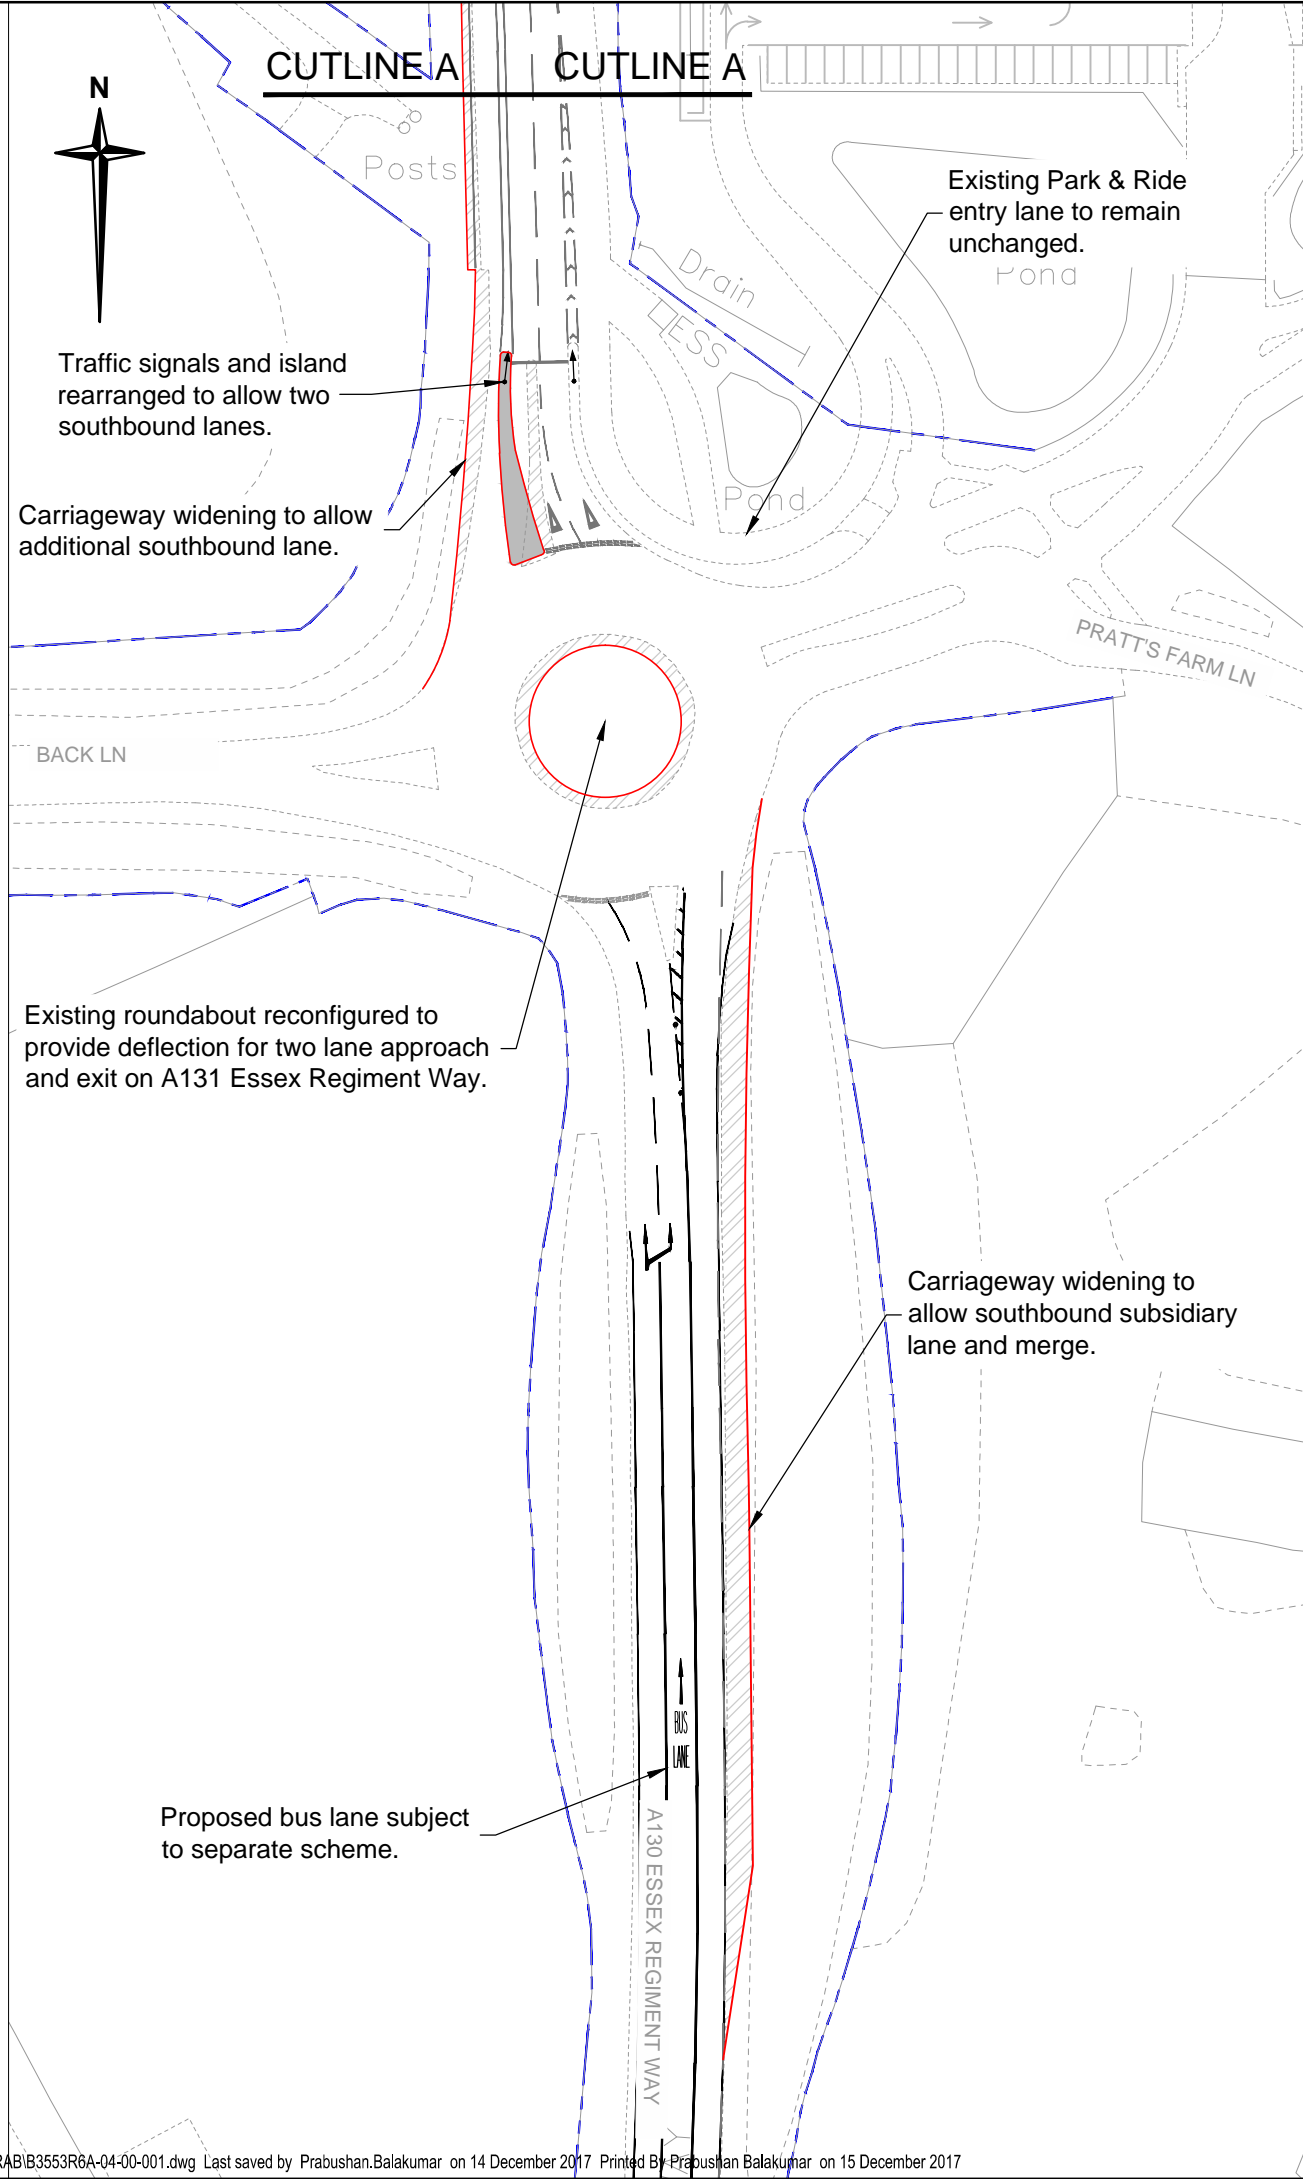 CUTLINE A
CUTLINE A
N
Posts
Existing Park & Ride
entry lane to remain
unchanged.
Pond
Drain
LESS
Traffic signals and island
rearranged to allow two
southbound lanes.
Pond
Carriageway widening to allow
additional southbound lane.
PRATT'S FARM LN
BACK LN
Existing roundabout reconfigured to
provide deflection for two lane approach
and exit on A131 Essex Regiment Way.
Carriageway widening to
allow southbound subsidiary
lane and merge.
BUS
LANE
Proposed bus lane subject
to separate scheme.
A130 ESSEX REGIMENT WAY
RAB\B3553R6A-04-00-001.dwg Last saved by Prabushan.Balakumar on 14 December 2017 Printed By Prabushan Balakumar on 15 December 2017